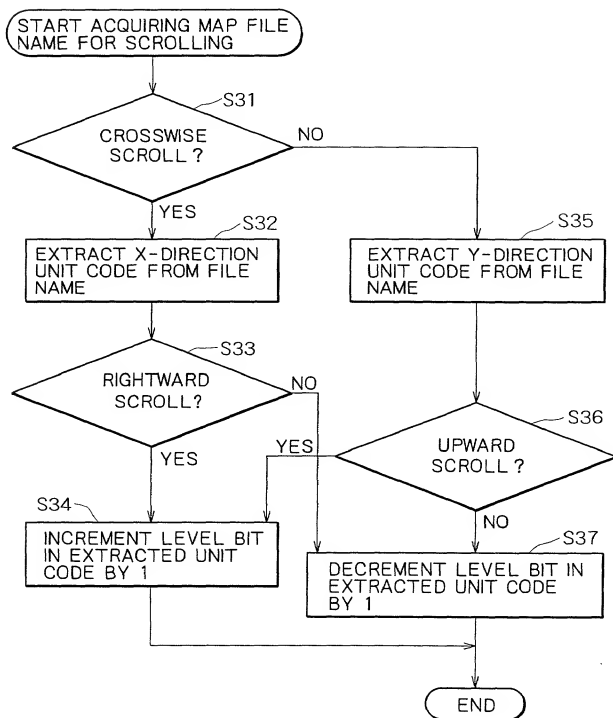 START ACQUIRING MAP FILE
NAME FOR SCROLLING
S31
CROSSWISE
SCROLL?
NO
YES
S32
EXTRACT X-DIRECTION
UNIT CODE FROM FILE
NAME
S35
EXTRACT Y-DIRECTION
UNIT CODE FROM FILE
NAME
S33
RIGHTWARD
SCROLL?
NO
YES
S36
UPWARD
SCROLL?
YES
NO
S34
INCREMENT LEVEL BIT
IN EXTRACTED UNIT
CODE BY 1
S37
DECREMENT LEVEL BIT IN
EXTRACTED UNIT CODE
BY 1
END